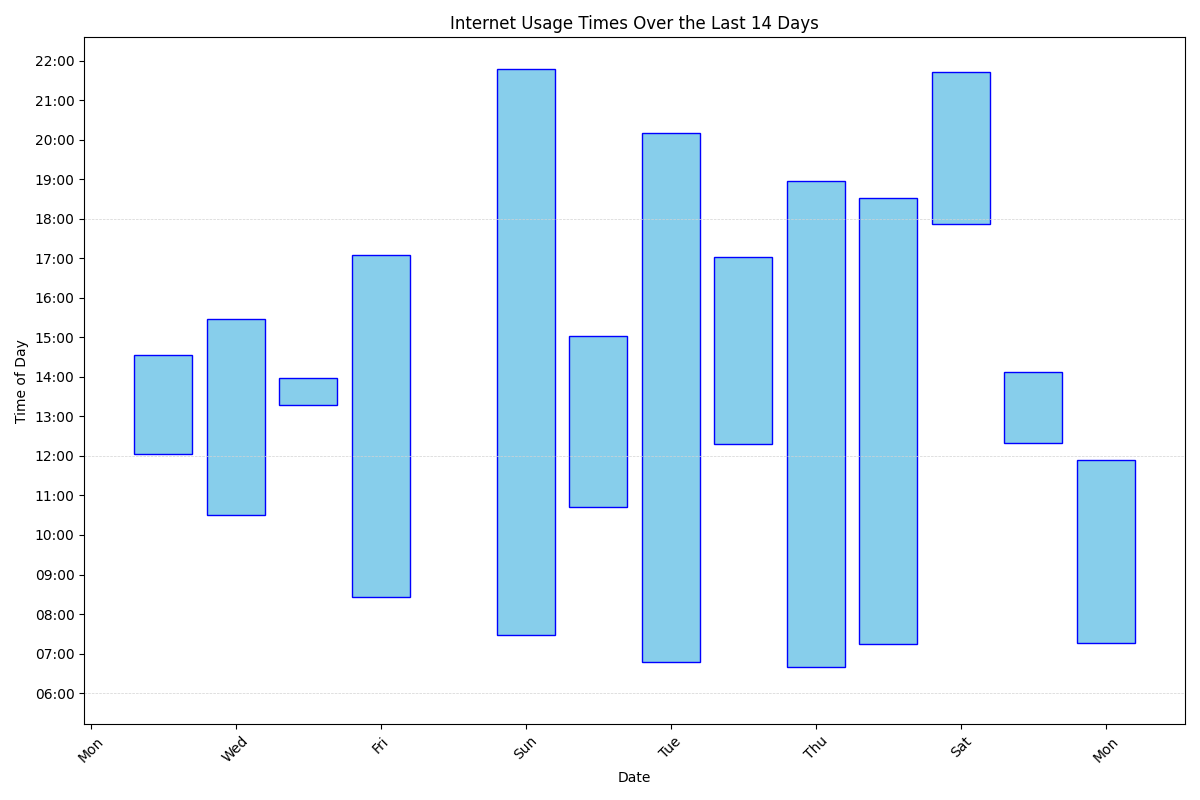 Internet Usage Times Over the Last 14 Days
22:00
21:00
20:00
19:00
18:00
17:00
16:00
15:00
14:00
13:00
12:00
11:00
10:00
09:00
08:00
07:00
06:00
Time of Day
Mon
Wed
Fri
Sun
Tue
Thu
Sat
Mon
Date